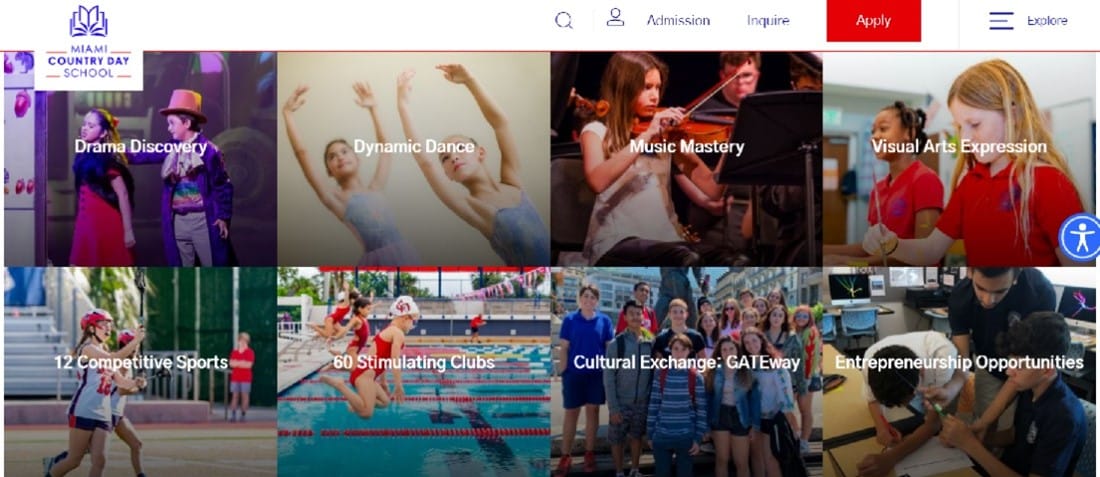 MIAMI
COUNTRY DAY
SCHOOL
Admission
Inquire
Apply
Explore
Drama Discovery
Dynamic Dance
Music Mastery
Visual Arts Expression
12 Competitive Sports
60 Stimulating Clubs
Cultural Exchange: GATEway
Entrepreneurship Opportunities